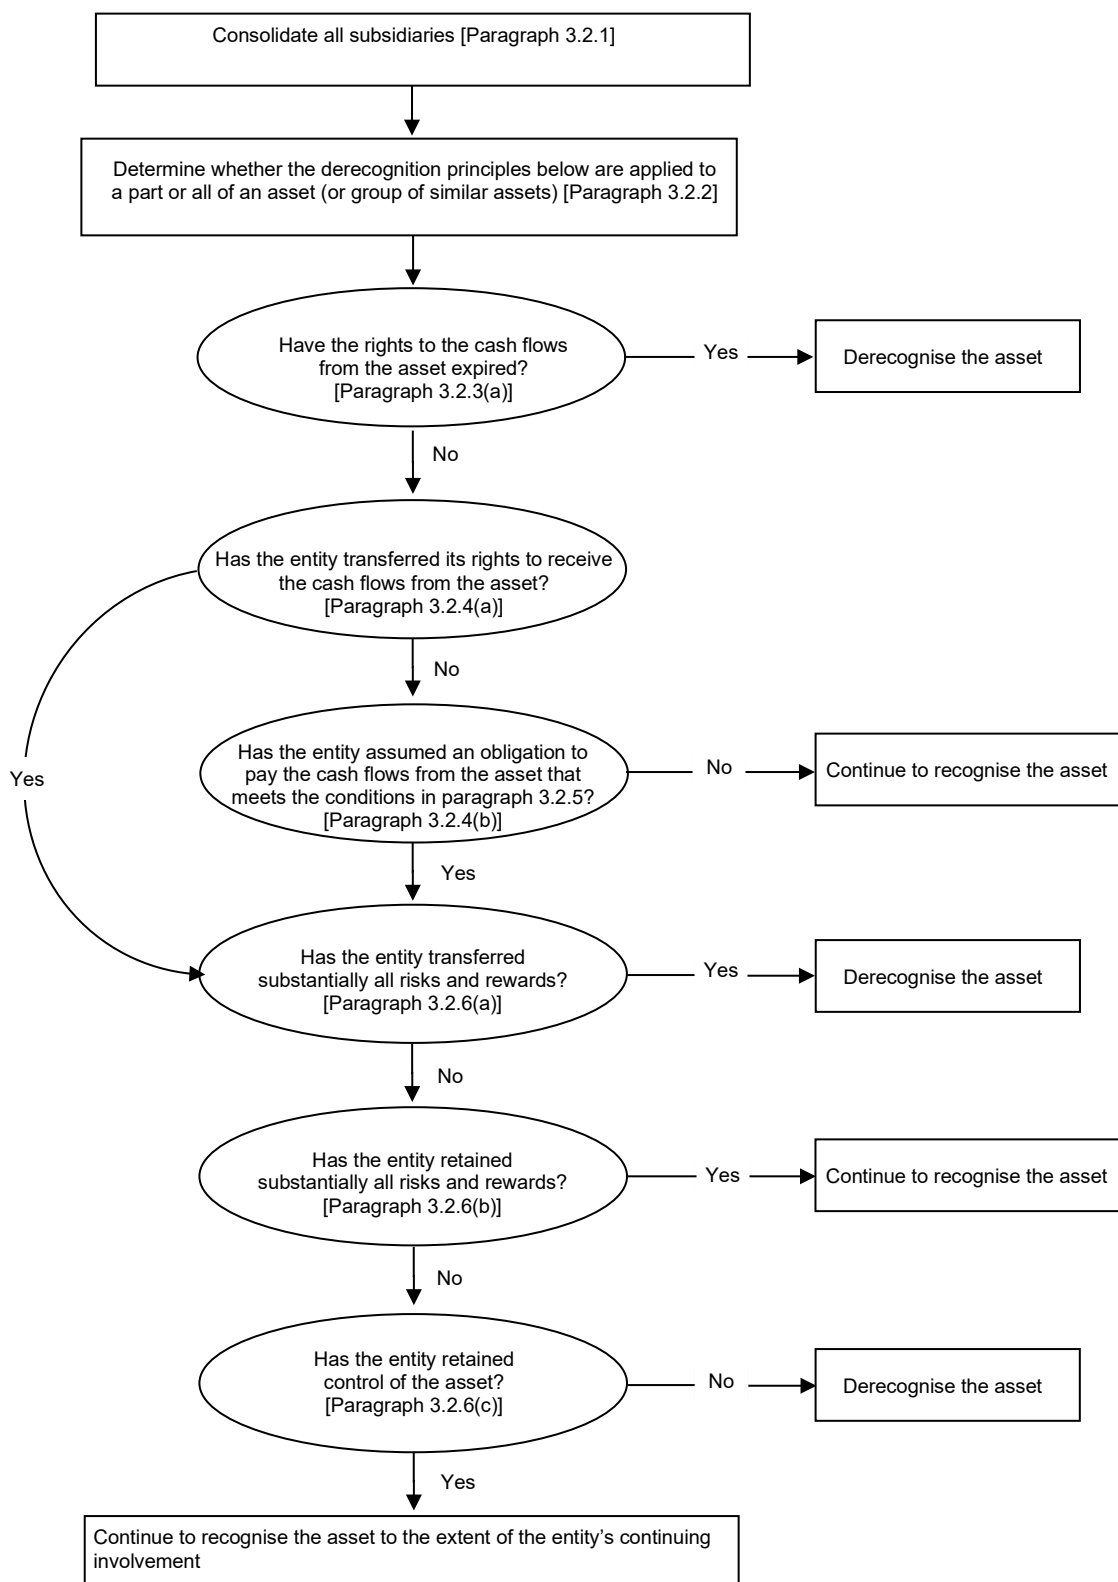 Consolidate all subsidiaries [Paragraph 3.2.1]
Determine whether the derecognition principles below are applied to
a part or all of an asset (or group of similar assets) [Paragraph 3.2.2]
Have the rights to the cash flows
from the asset expired?
[Paragraph 3.2.3(a)]
Yes
Derecognise the asset
No
Has the entity transferred its rights to receive
the cash flows from the asset?
[Paragraph 3.2.4(a)]
Yes
No
Has the entity assumed an obligation to
pay the cash flows from the asset that
meets the conditions in paragraph 3.2.5?
[Paragraph 3.2.4(b)]
No
Continue to recognise the asset
Yes
Has the entity transferred
substantially all risks and rewards?
[Paragraph 3.2.6(a)]
Yes
Derecognise the asset
No
Has the entity retained
substantially all risks and rewards?
[Paragraph 3.2.6(b)]
Yes
Continue to recognise the asset
No
Has the entity retained
control of the asset?
[Paragraph 3.2.6(c)]
No
Derecognise the asset
Yes
Continue to recognise the asset to the extent of the entity’s continuing
involvement